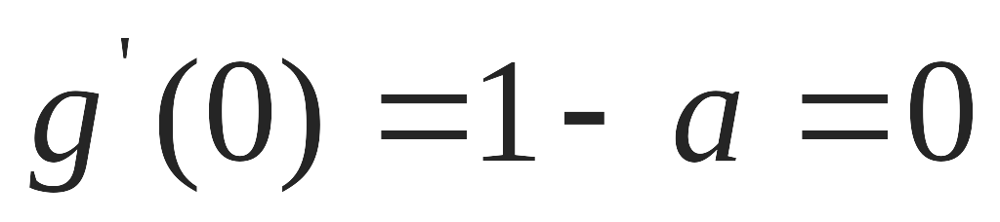 g'(0) =1- a =0